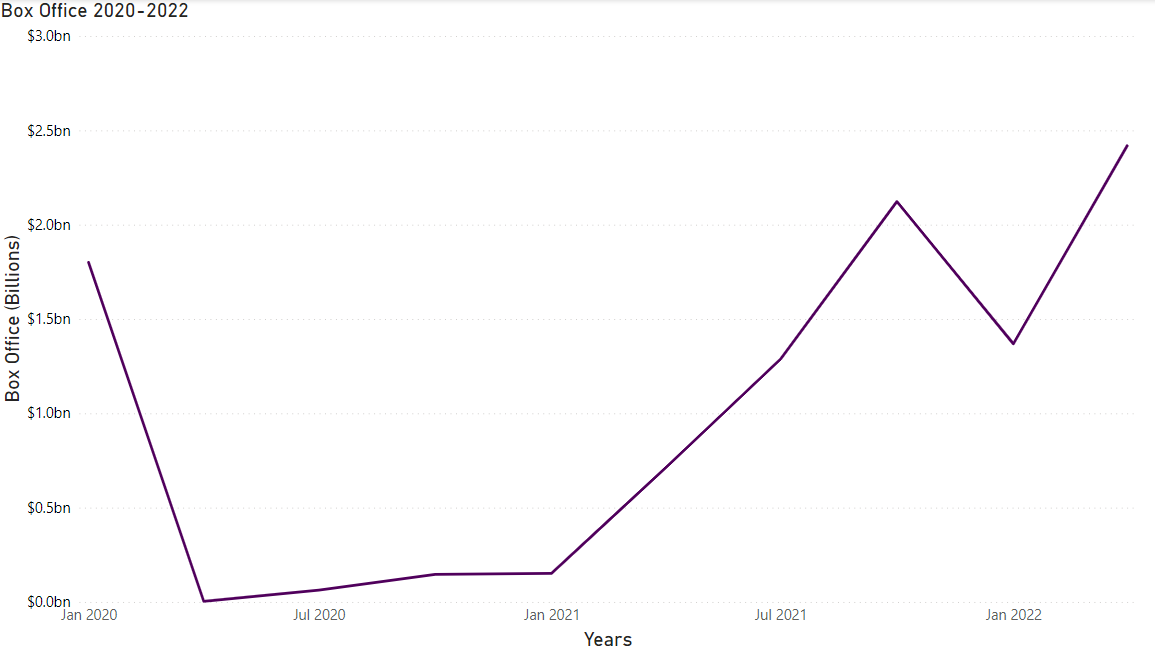 Box Office 2020-2022
$3.0bn
$2.5bn
$2.0bn
$1.5bn
$1.0bn
$0.5bn
$0.0bn
Box Office (Billions)
Jan 2020
Jul 2020
Jan 2021
Jul 2021
Jan 2022
Years